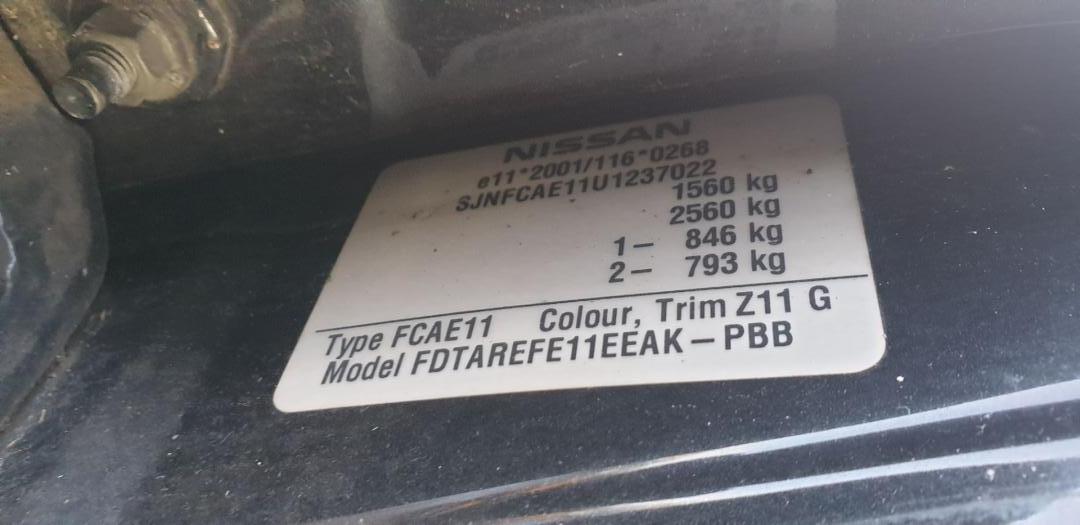 NISSAN
e11*2001/116*0268
SJNFCAE11U1237022
1560 kg
2560 kg
1– 846 kg
2– 793 kg
Type FCAE11 Colour, Trim Z11 G
Model FDTAREFE11EEAK–PBB